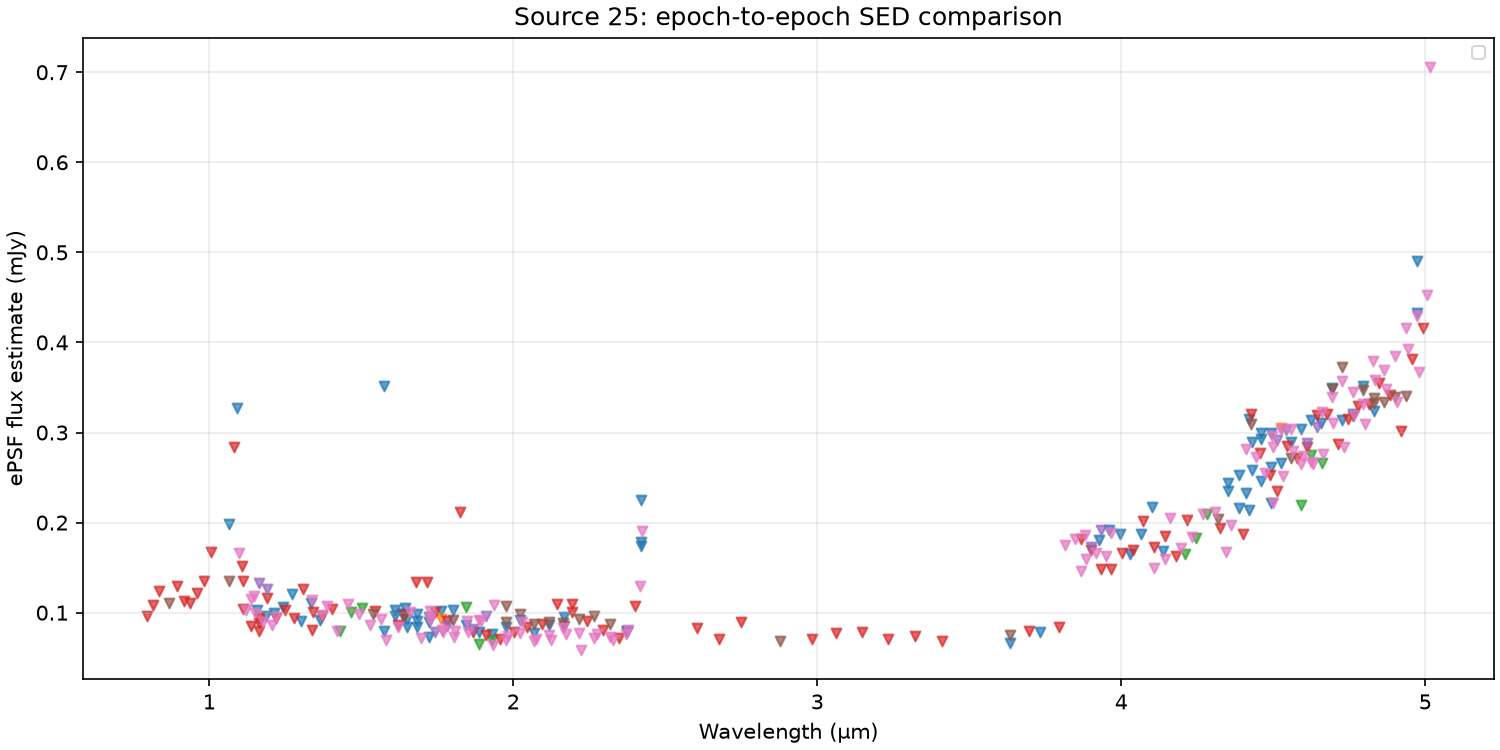 Source 25: epoch-to-epoch SED comparison
ePSF flux estimate (mJy)
0.7
0.6
0.5
0.4
0.3
0.2
0.1
1 2 3 4 5
Wavelength (μm)